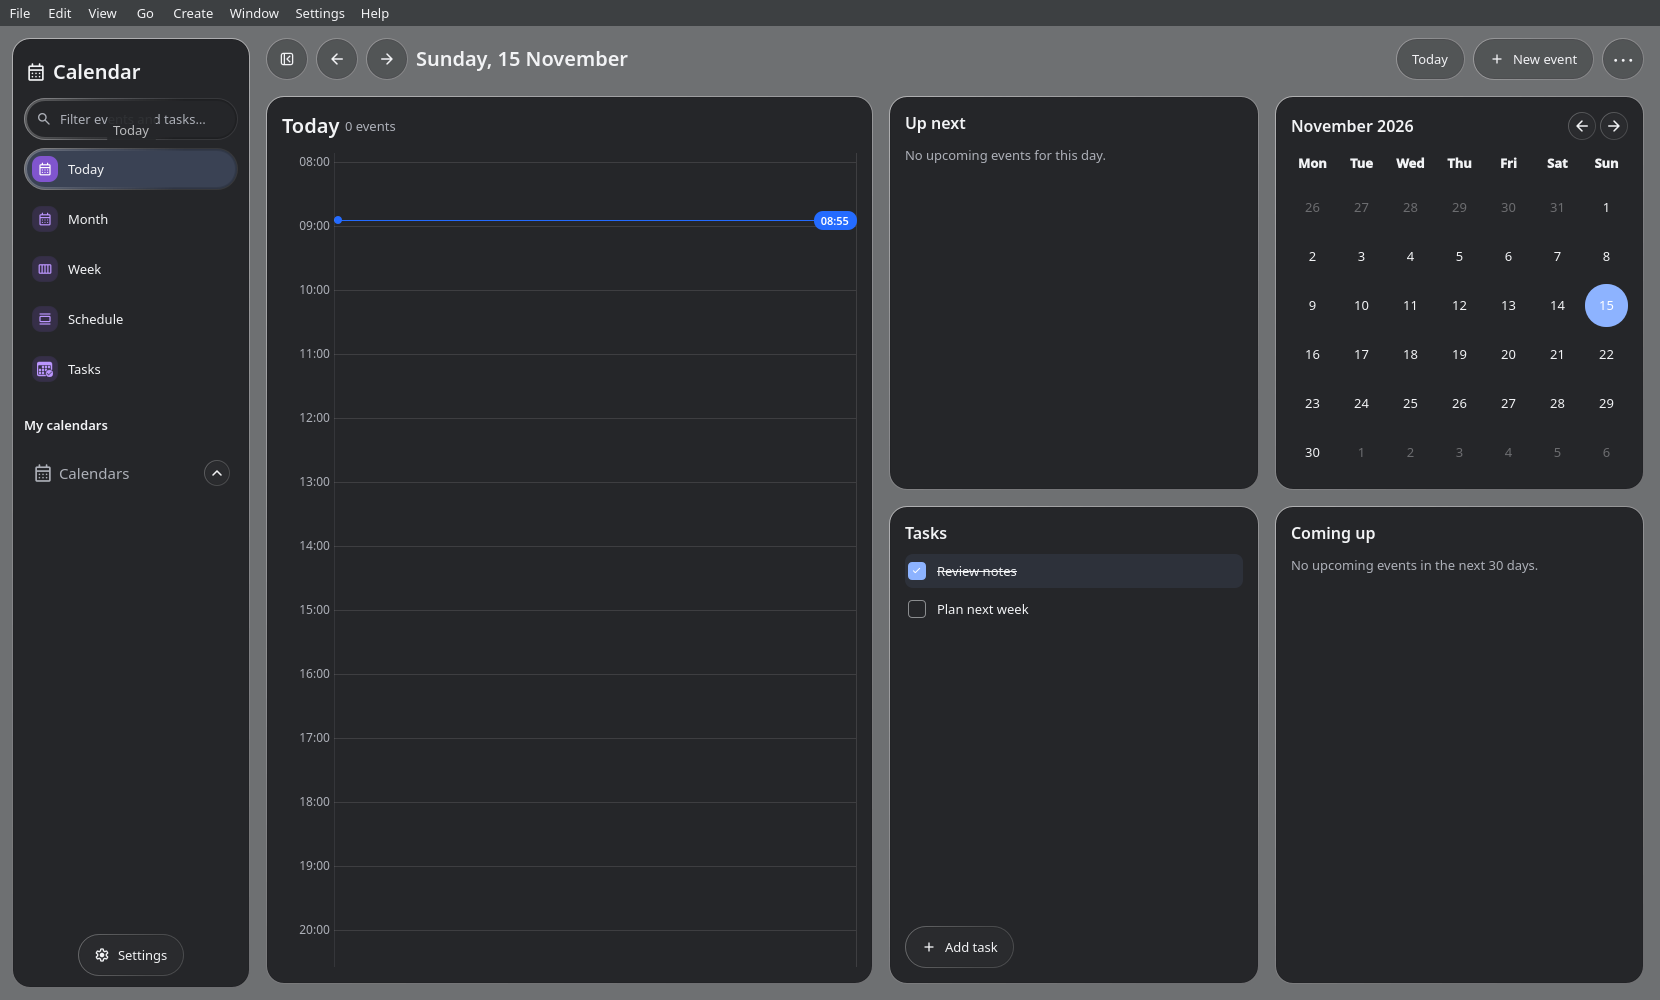 File Edit View Go Create Window Settings Help
Calendar
Filter events and tasks...
Today
Today
Month
Week
Schedule
Tasks
My calendars
Calendars
Settings
Sunday, 15 November
Today
New event
Today 0 events
08:00
08:55
09:00
10:00
11:00
12:00
13:00
14:00
15:00
16:00
17:00
18:00
19:00
20:00
Up next
No upcoming events for this day.
November 2026
Mon Tue Wed Thu Fri Sat Sun
26 27 28 29 30 31 1
2 3 4 5 6 7 8
9 10 11 12 13 14 15
16 17 18 19 20 21 22
23 24 25 26 27 28 29
30 1 2 3 4 5 6
Tasks
Review notes
Plan next week
Add task
Coming up
No upcoming events in the next 30 days.